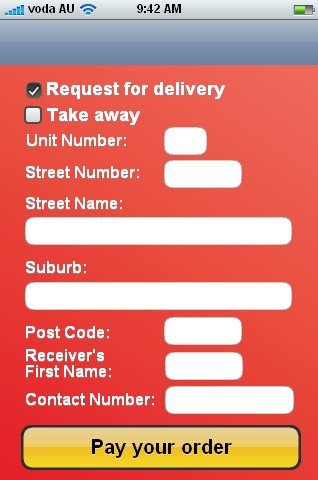 voda AU 9:42 AM
Request for delivery
Take away
Unit Number:
Street Number:
Street Name:
Suburb:
Post Code:
Receiver's
First Name:
Contact Number:
Pay your order